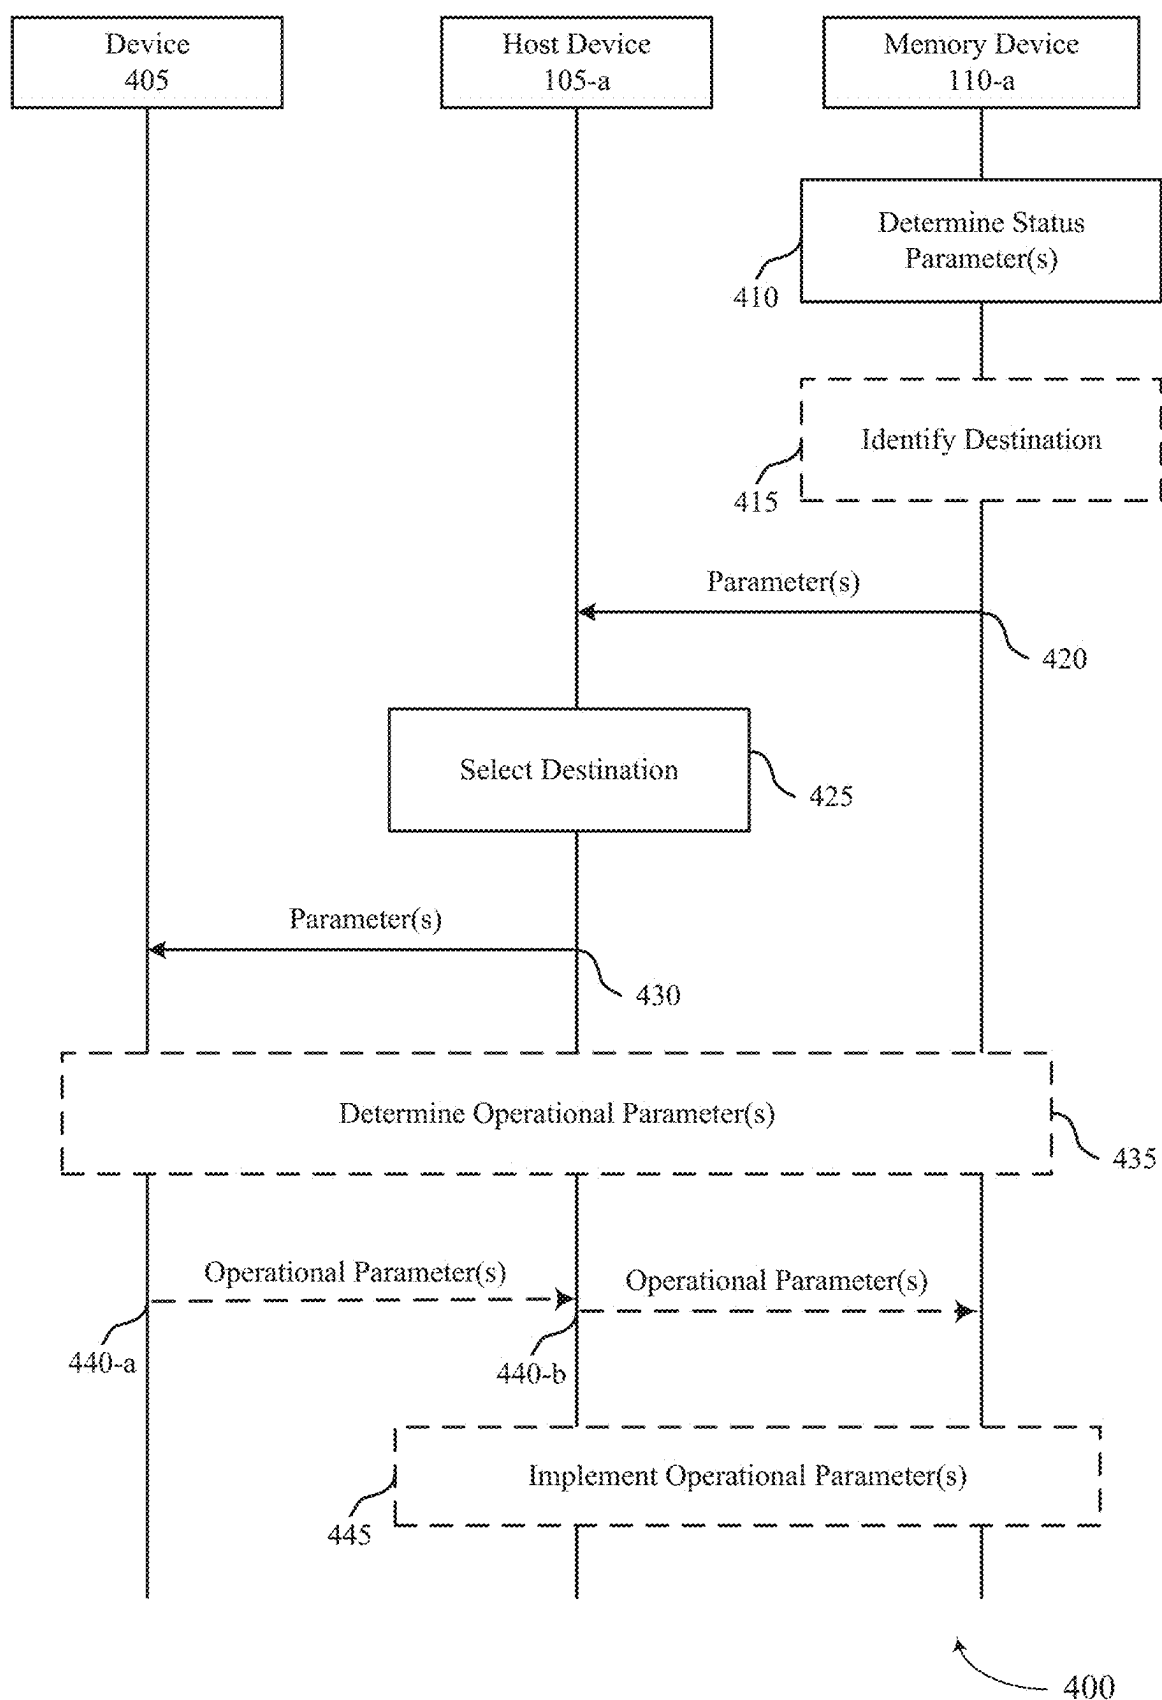 Device
405
Host Device
105-a
Memory Device
110-a
Determine Status
Parameter(s)
410
Identify Destination
415
Parameter(s)
420
Select Destination
425
Parameter(s)
430
Determine Operational Parameter(s)
435
Operational Parameter(s)
Operational Parameter(s)
440-a
440-b
Implement Operational Parameter(s)
445
400